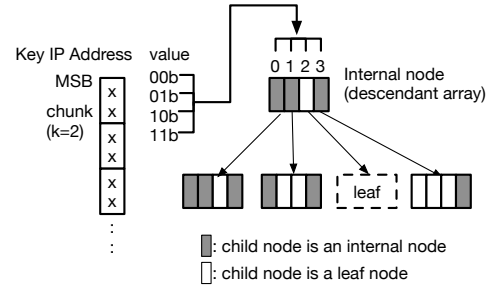 Key IP Address
value
MSB
x
x
chunk
(k=2)
x
x
x
x
:
:
00b
01b
10b
11b
0 1 2 3
Internal node
(descendant array)
leaf
: child node is an internal node
: child node is a leaf node